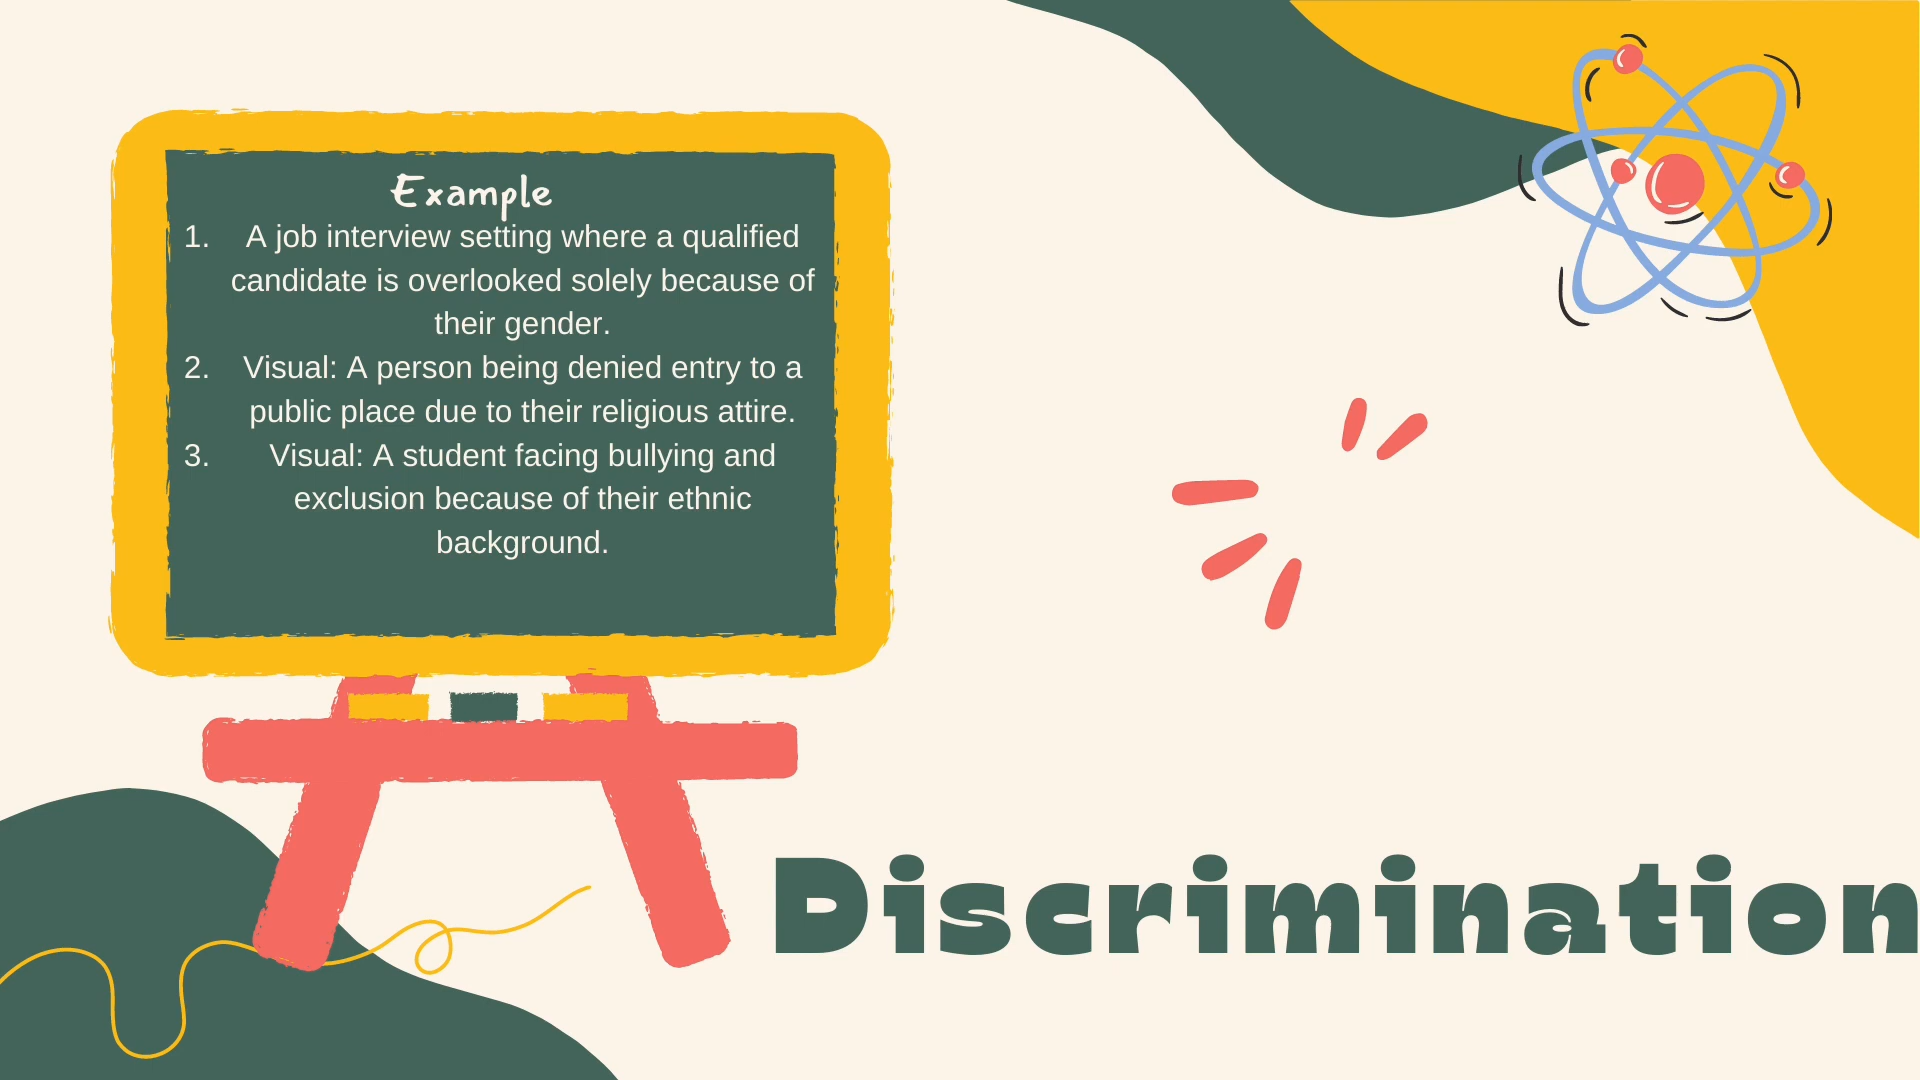 Example
1. A job interview setting where a qualified
candidate is overlooked solely because of
their gender.
2. Visual: A person being denied entry to a
public place due to their religious attire.
3. Visual: A student facing bullying and
exclusion because of their ethnic
background.
Discrimination